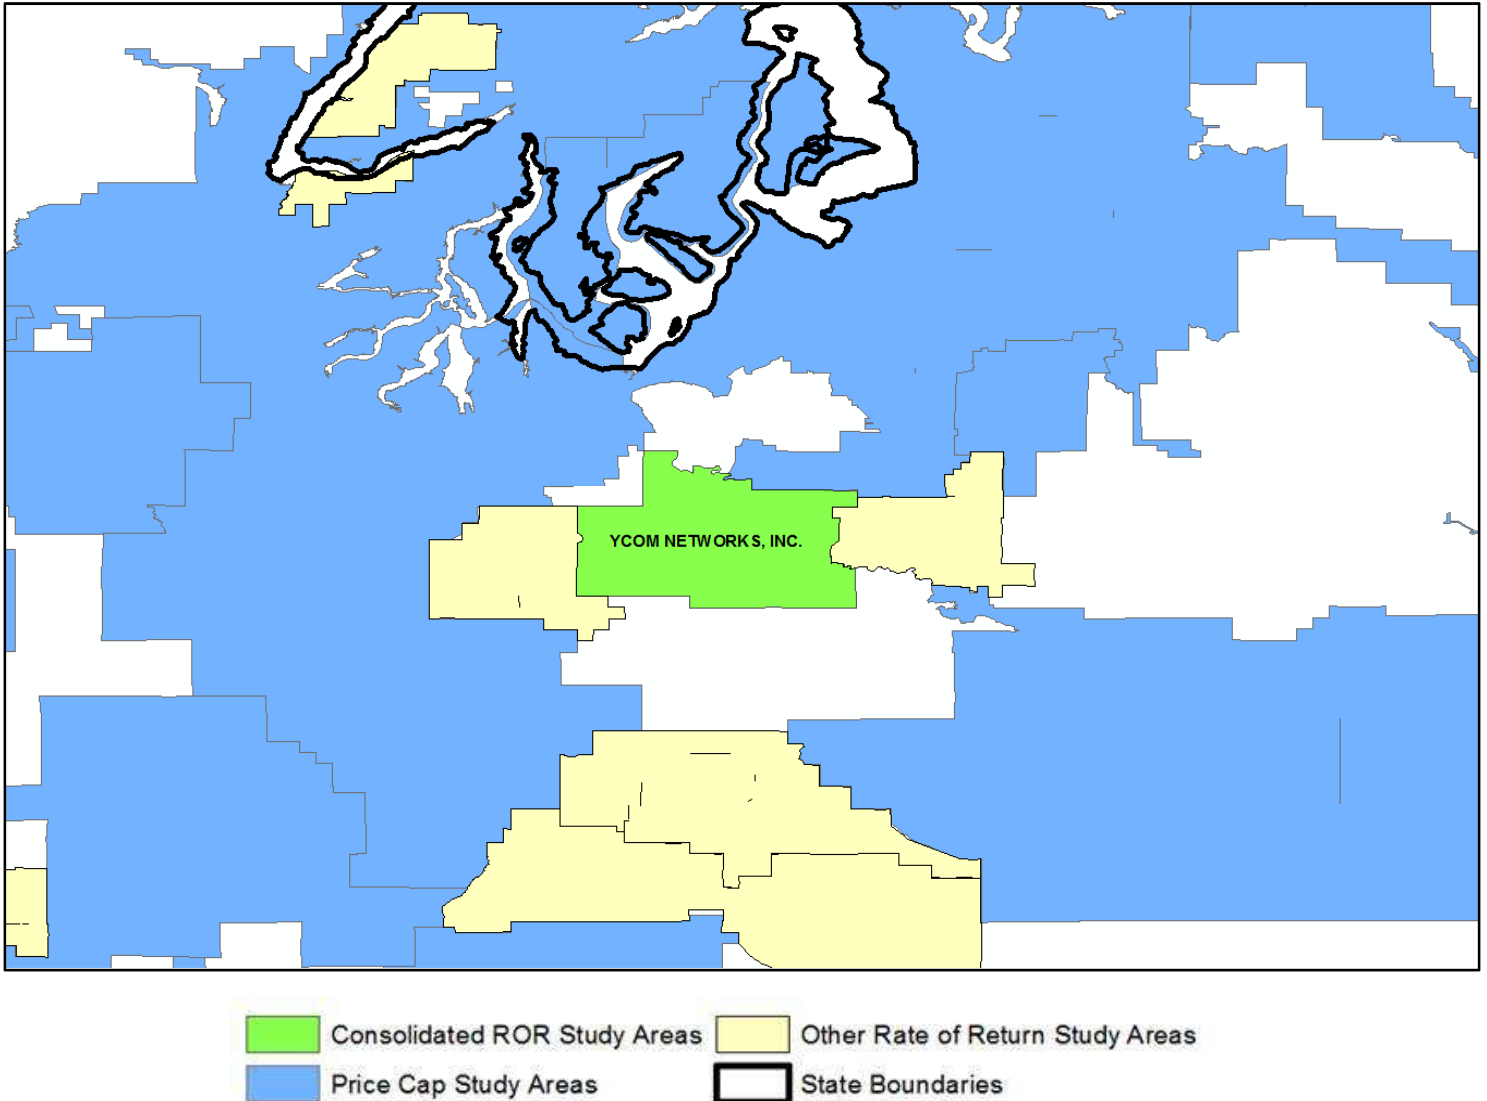 YCOM NETWORKS, INC.
Consolidated ROR Study Areas
Other Rate of Return Study Areas
Price Cap Study Areas
State Boundaries